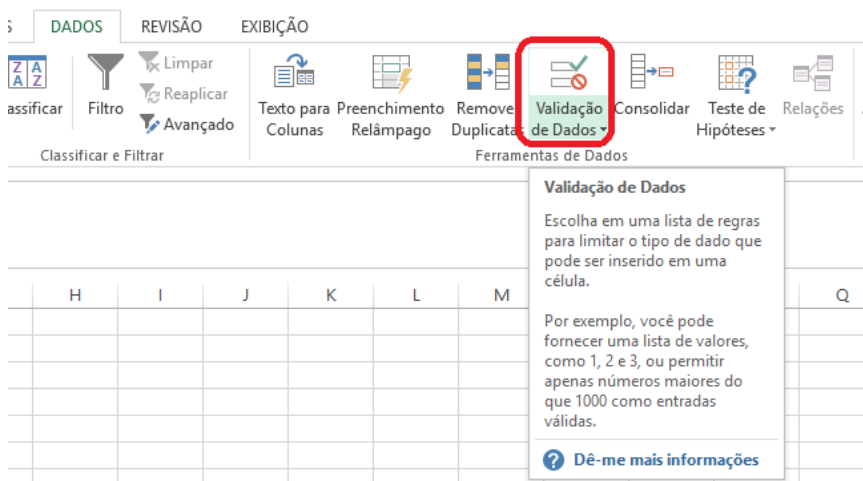 S DADOS REVISÃO EXIBIÇÃO
Limpar
Reaplicar
Avançado
assificar Filtro Texto para Preenchimento Remove Validação Consolidar Teste de Relações
Colunas Relâmpago Duplicatas de Dados Hipóteses
Classificar e Filtrar Ferramentas de Dados
Validação de Dados
Escolha em uma lista de regras
para limitar o tipo de dado que
pode ser inserido em uma
célula.
Por exemplo, você pode
fornecer uma lista de valores,
como 1, 2 e 3, ou permitir
apenas números maiores do
que 1000 como entradas
válidas.
Dê-me mais informações
H I J K L M Q